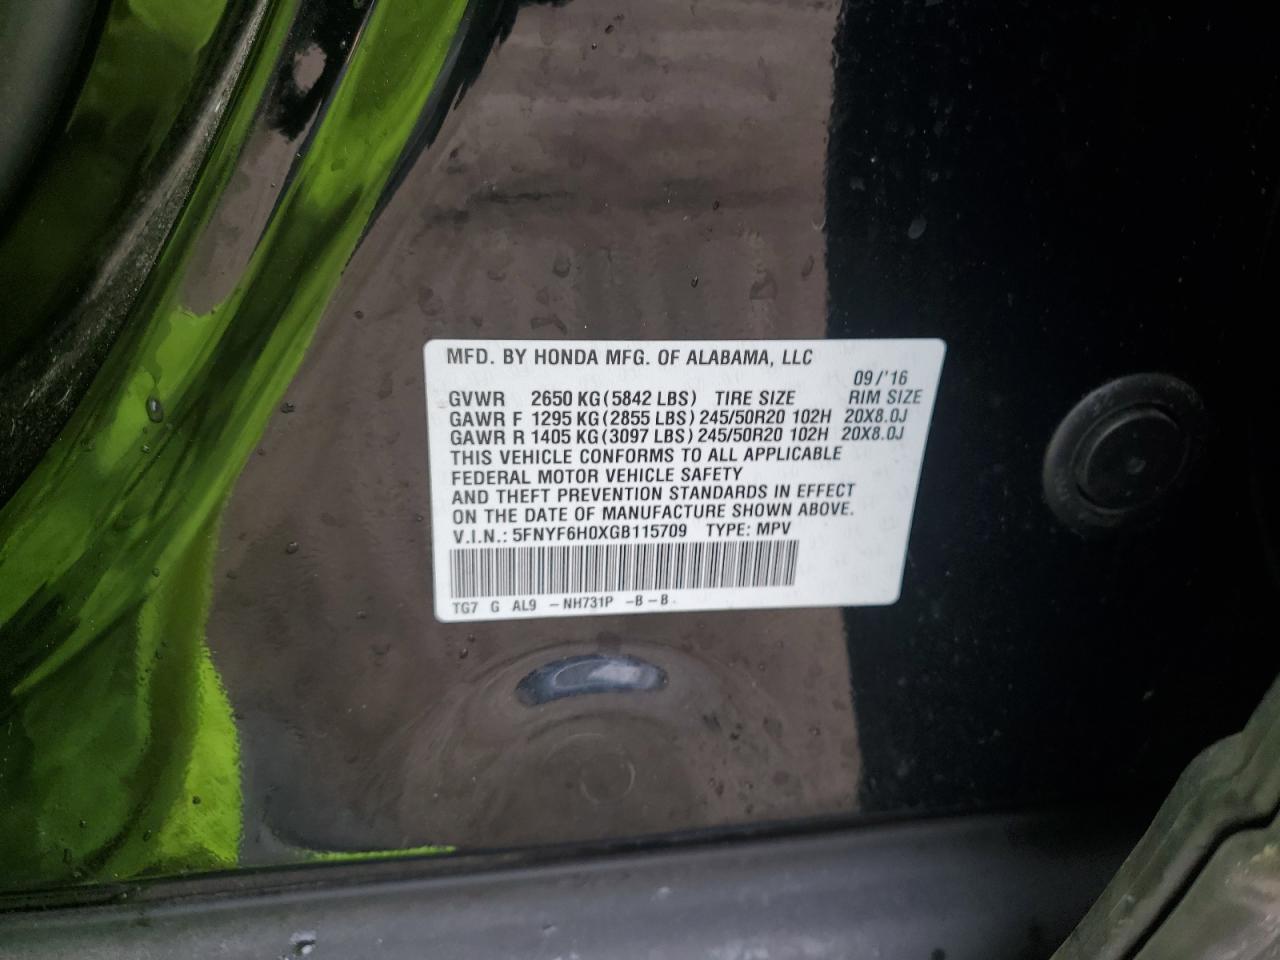 MFD. BY HONDA MFG. OF ALABAMA, LLC
09/'16
GVWR 2650 KG (5842 LBS) TIRE SIZE RIM SIZE
GAWR F 1295 KG (2855 LBS) 245/50R20 102H 20X8.0J
GAWR R 1405 KG (3097 LBS) 245/50R20 102H 20X8.0J
THIS VEHICLE CONFORMS TO ALL APPLICABLE
FEDERAL MOTOR VEHICLE SAFETY
AND THEFT PREVENTION STANDARDS IN EFFECT
ON THE DATE OF MANUFACTURE SHOWN ABOVE.
V.I.N.: 5FNYF6H0XGB115709 TYPE: MPV
TG7 G AL9 -NH731P -B-B